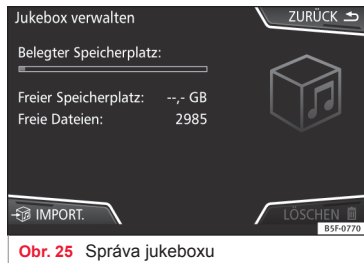 Jukebox verwalten
ZURÜCK
Belegter Speicherplatz:
Freier Speicherplatz: --,- GB
Freie Dateien: 2985
IMPORT.
LÖSCHEN
B5F-0770
Obr. 25 Správa jukeboxu